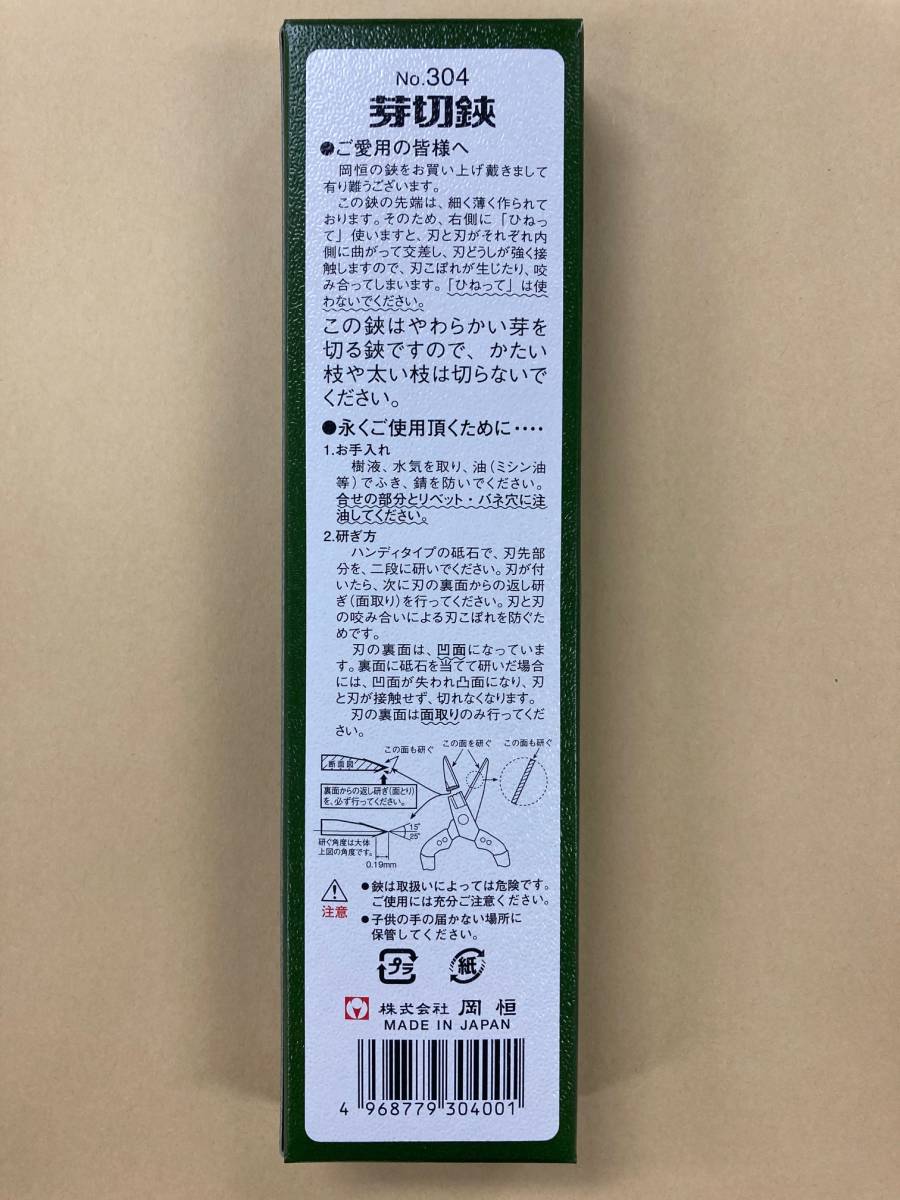 No.304
芽切鋏
●ご愛用の皆様へ
岡恒の鋏をお買い上げ戴きまして
有り難うございます。
この鋏の先端は、細く薄く作られて
おります。そのため、右側に「ひねっ
て」使いますと、刃と刃がそれぞれ内
側に曲がって交差し、刃どうしが強く接
触しますので、刃こぼれが生じたり、咬
み合ってしまいます。「ひねって」は使
わないでください。
この鋏はやわらかい芽を
切る鋏ですので、かたい
枝や太い枝は切らないで
ください。
●永くご使用頂くために‥‥
1.お手入れ
樹液、水気を取り、油(ミシン油
等)でふき、錆を防いでください。
合せの部分とリベット・バネ穴に注
油してください。
2.研ぎ方
ハンディタイプの砥石で、刃先部
分を、二段に研いでください。刃が付
いたら、次に刃の裏面からの返し研
ぎ(面取り)を行ってください。刃と刃
の咬み合いによる刃こぼれを防ぐた
めです。
刃の裏面は、凹面になっていま
す。裏面に砥石を当てて研いだ場合
には、凹面が失われ凸面になり、刃
と刃が接触せず、切れなくなります。
刃の裏面は面取りのみ行ってくだ
さい。
この面も研ぐ
この面を研ぐ
この面も研ぐ
断面図
裏面からの返し研ぎ(面とり)
を、必ず行ってください。
15°
25°
研ぐ角度は大体
上図の角度です。
0.19mm
注意
●鋏は取扱いによっては危険です。
ご使用には充分ご注意ください。
●子供の手の届かない場所に
保管してください。
プラ
紙
株式会社 岡恒
MADE IN JAPAN
4 968779 304001